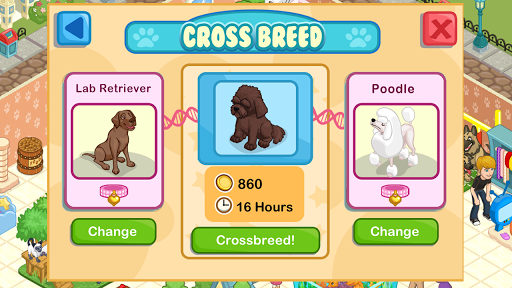 CROSS BREED
Lab Retriever
Poodle
860
16 Hours
Change
Crossbreed!
Change